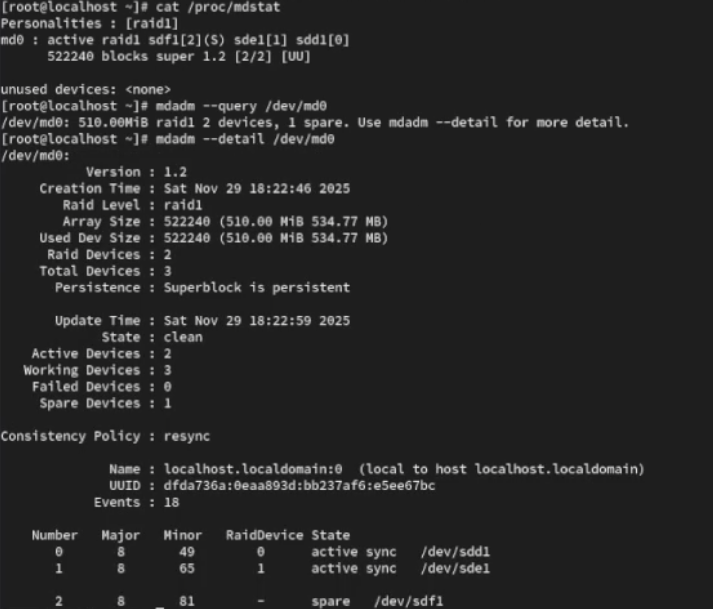 [root@localhost ~]# cat /proc/mdstat
Personalities : [raid1]
md0 : active raid1 sdf1[2](S) sde1[1] sdd1[0]
      522240 blocks super 1.2 [2/2] [UU]

unused devices: <none>
[root@localhost ~]# mdadm --query /dev/md0
/dev/md0: 510.00MiB raid1 2 devices, 1 spare. Use mdadm --detail for more detail.
[root@localhost ~]# mdadm --detail /dev/md0
/dev/md0:
           Version : 1.2
     Creation Time : Sat Nov 29 18:22:46 2025
        Raid Level : raid1
        Array Size : 522240 (510.00 MiB 534.77 MB)
     Used Dev Size : 522240 (510.00 MiB 534.77 MB)
      Raid Devices : 2
     Total Devices : 3
       Persistence : Superblock is persistent

       Update Time : Sat Nov 29 18:22:59 2025
             State : clean
    Active Devices : 2
   Working Devices : 3
    Failed Devices : 0
     Spare Devices : 1

Consistency Policy : resync

              Name : localhost.localdomain:0  (local to host localhost.localdomain)
              UUID : dfda736a:0eaa893d:bb237af6:e5ee67bc
            Events : 18

    Number   Major   Minor   RaidDevice State
       0       8       49        0      active sync   /dev/sdd1
       1       8       65        1      active sync   /dev/sde1

       2       8       81        -      spare   /dev/sdf1